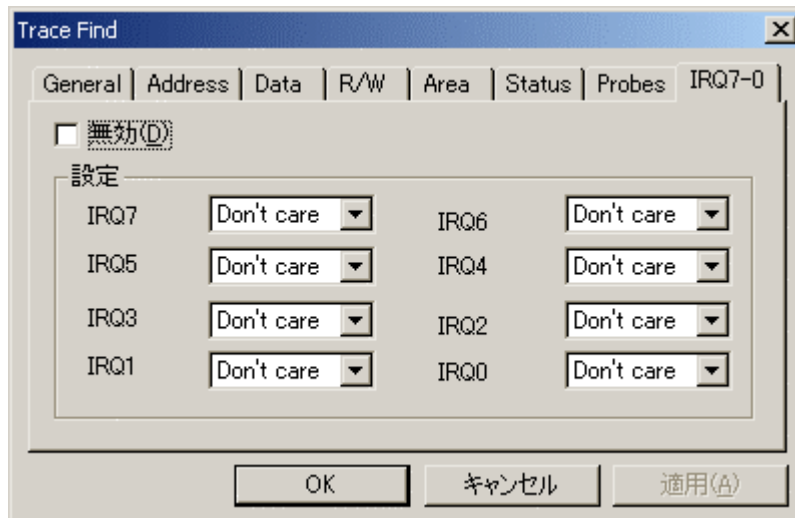 Trace Find
General Address Data R/W Area Status Probes IRQ7-0
無効(D)
設定
IRQ7 Don't care IRQ6 Don't care
IRQ5 Don't care IRQ4 Don't care
IRQ3 Don't care IRQ2 Don't care
IRQ1 Don't care IRQ0 Don't care
OK キャンセル 適用(A)